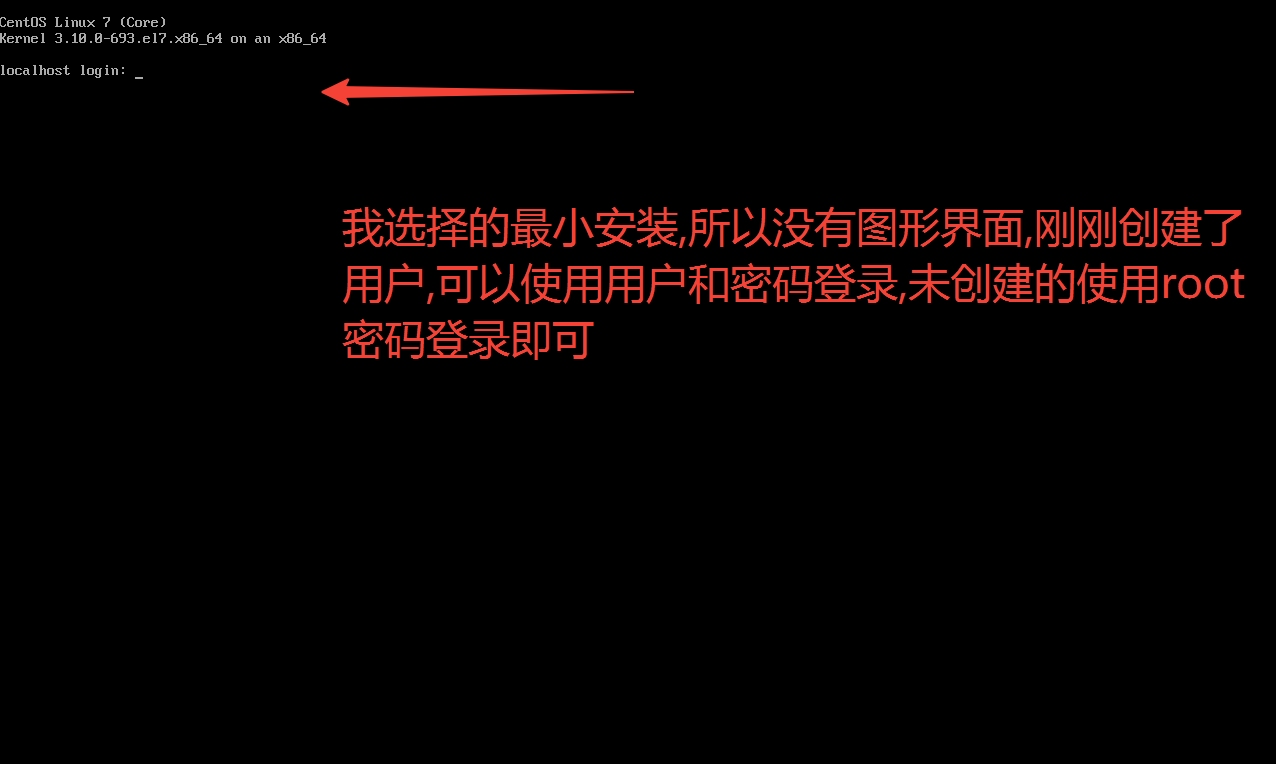 CentOS Linux 7 (Core)
Kernel 3.10.0-693.el7.x86_64 on an x86_64
localhost login: _
我选择的最小安装,所以没有图形界面,刚刚创建了
用户,可以使用用户和密码登录,未创建的使用root
密码登录即可